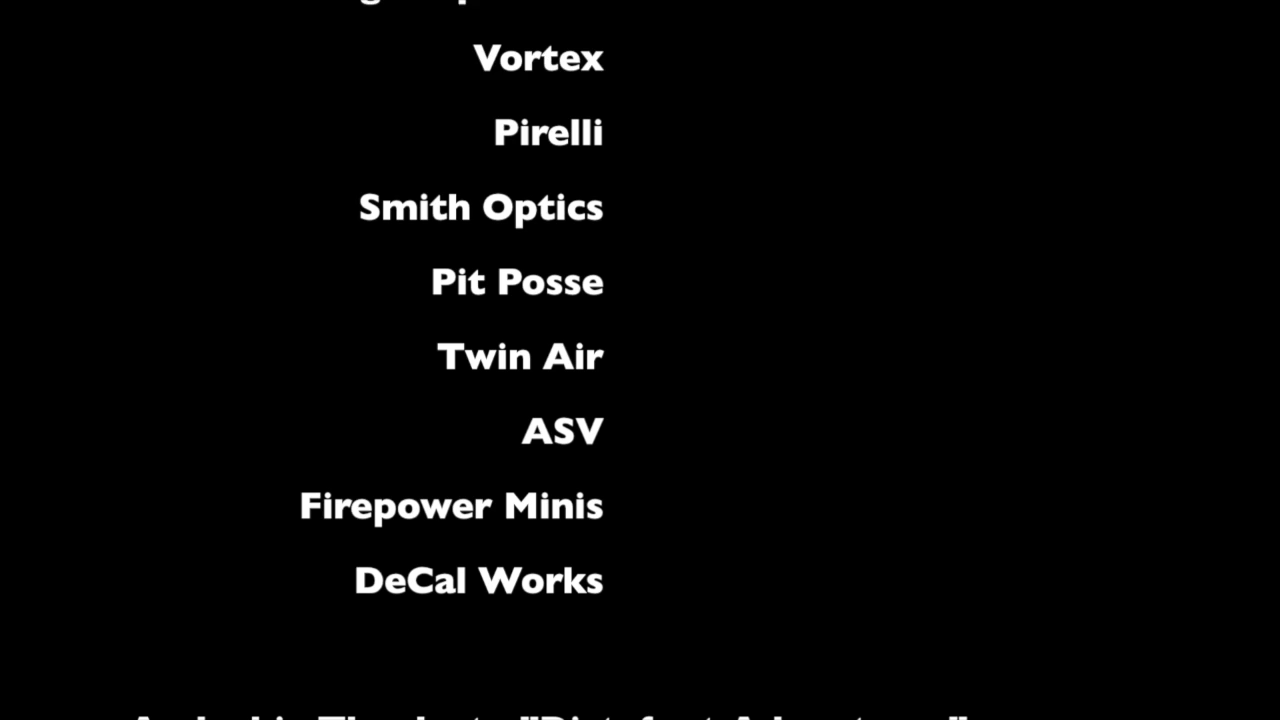 Vortex
Pirelli
Smith Optics
Pit Posse
Twin Air
ASV
Firepower Minis
DeCal Works